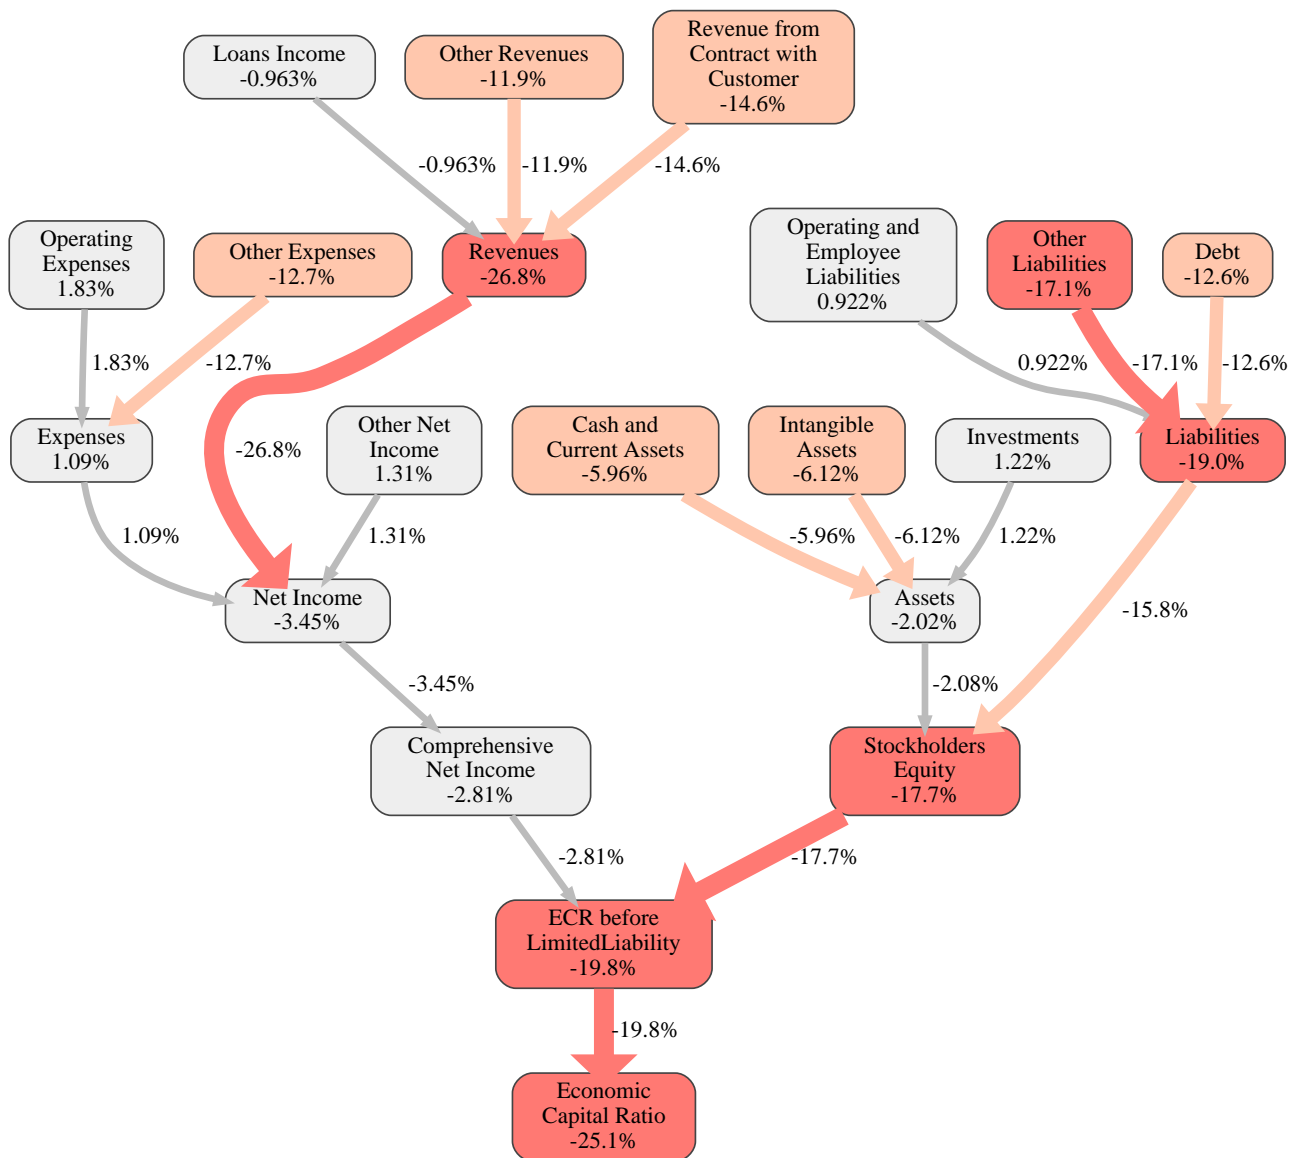 Loans Income
-0.963%
Other Revenues
-11.9%
Revenue from
Contract with
Customer
-14.6%
-0.963%
-11.9%
-14.6%
Operating
Expenses
1.83%
Other Expenses
-12.7%
Revenues
-26.8%
Operating and
Employee
Liabilities
0.922%
Other
Liabilities
-17.1%
Debt
-12.6%
1.83%
-12.7%
0.922%
-17.1%
-12.6%
Expenses
1.09%
-26.8%
Other Net
Income
1.31%
Cash and
Current Assets
-5.96%
Intangible
Assets
-6.12%
Investments
1.22%
Liabilities
-19.0%
1.09%
1.31%
-5.96%
-6.12%
1.22%
Net Income
-3.45%
Assets
-2.02%
-15.8%
-3.45%
-2.08%
Comprehensive
Net Income
-2.81%
Stockholders
Equity
-17.7%
-2.81%
-17.7%
ECR before
LimitedLiability
-19.8%
-19.8%
Economic
Capital Ratio
-25.1%